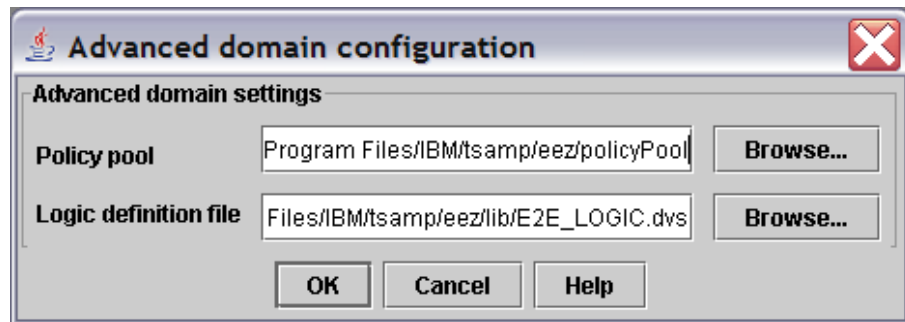 Advanced domain configuration
Advanced domain settings
Policy pool Program Files/IBM/tsamp/eez/policyPool Browse...
Logic definition file Files/IBM/tsamp/eez/lib/E2E_LOGIC.dvs Browse...
OK Cancel Help